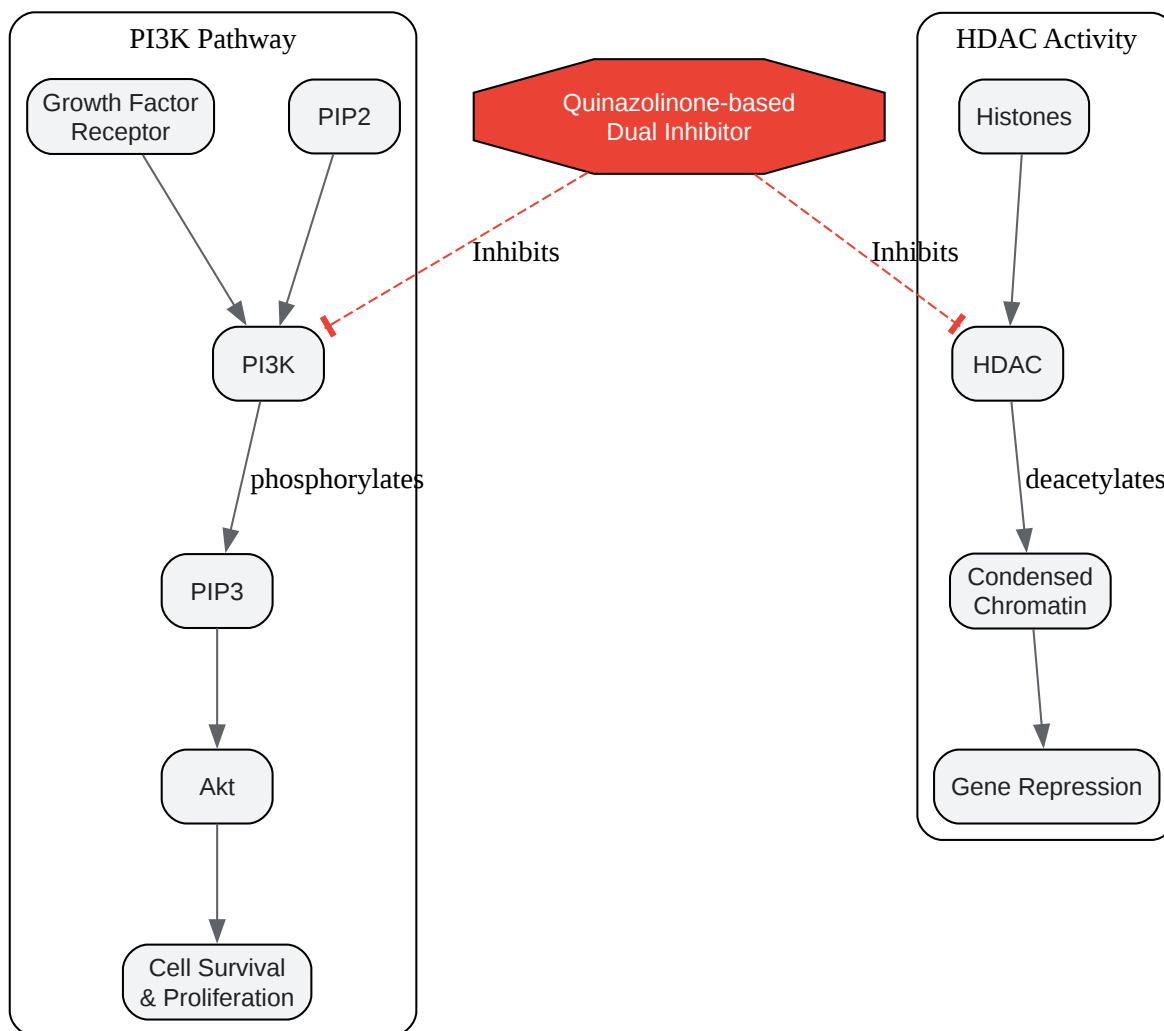 PI3K Pathway
Growth Factor
Receptor
PIP2
Quinazolinone-based
Dual Inhibitor
HDAC Activity
Histones
Inhibits
Inhibits
PI3K
HDAC
phosphorylates
deacetylates
PIP3
Condensed
Chromatin
Akt
Gene Repression
Cell Survival
& Proliferation